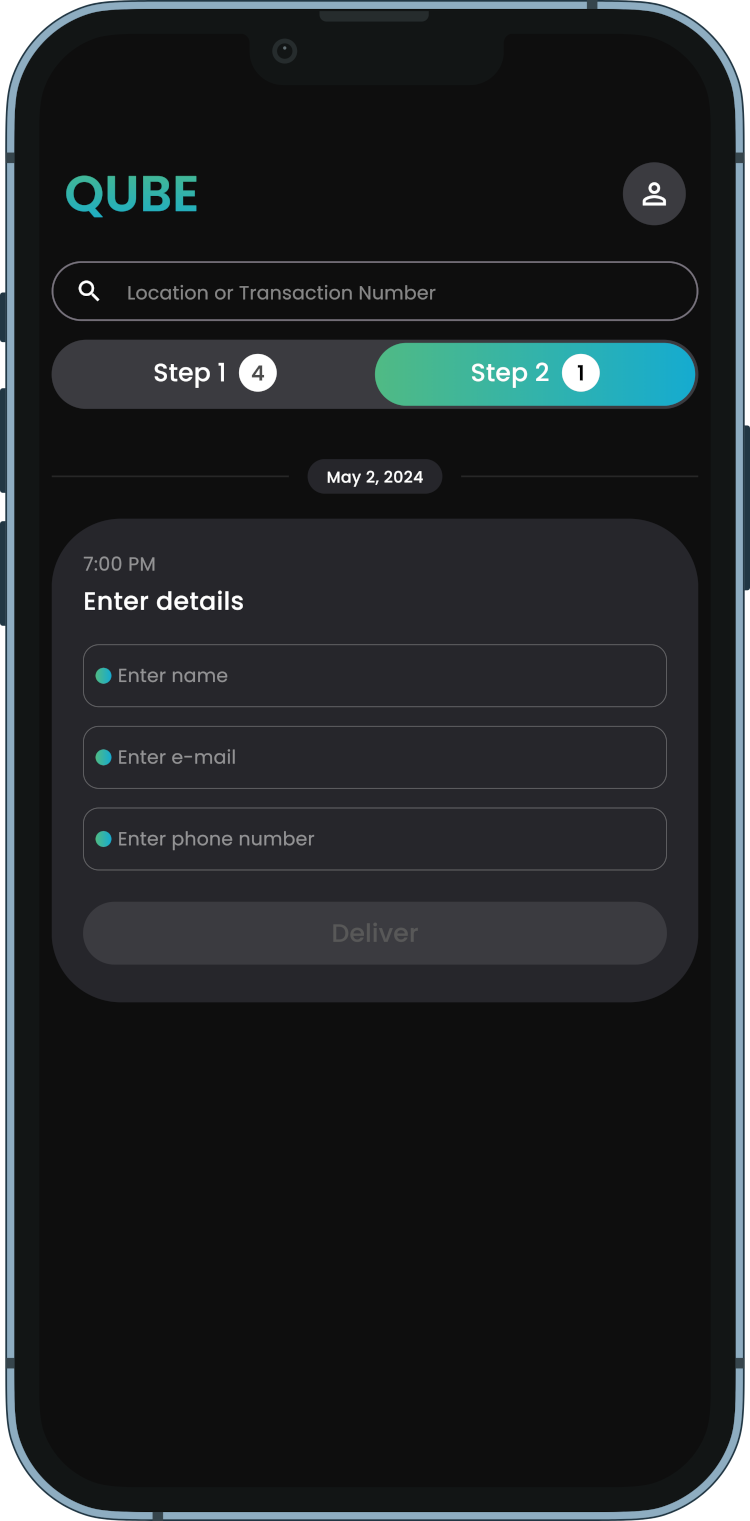 QUBE
Location or Transaction Number
Step 1 4 Step 2 1
May 2, 2024
7:00 PM
Enter details
Enter name
Enter e-mail
Enter phone number
Deliver